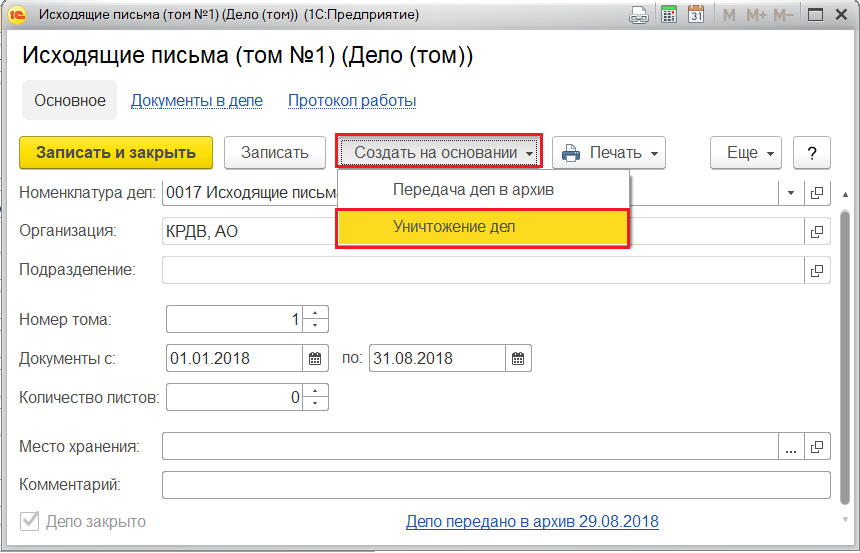 Исходящие письма (том №1) (Дело (том)) (1С:Предприятие)
31 M M+ M-
Исходящие письма (том №1) (Дело (том))
Основное Документы в деле Протокол работы
Записать и закрыть Записать Создать на основании Печать Еще ?
Передача дел в архив
Уничтожение дел
Номенклатура дел: 0017 Исходящие
Организация: КРДВ, АО
Подразделение:
Номер тома: 1
Документы с: 01.01.2018 по: 31.08.2018
Количество листов: 0
Место хранения: ...
Комментарий:
Дело закрыто Дело передано в архив 29.08.2018